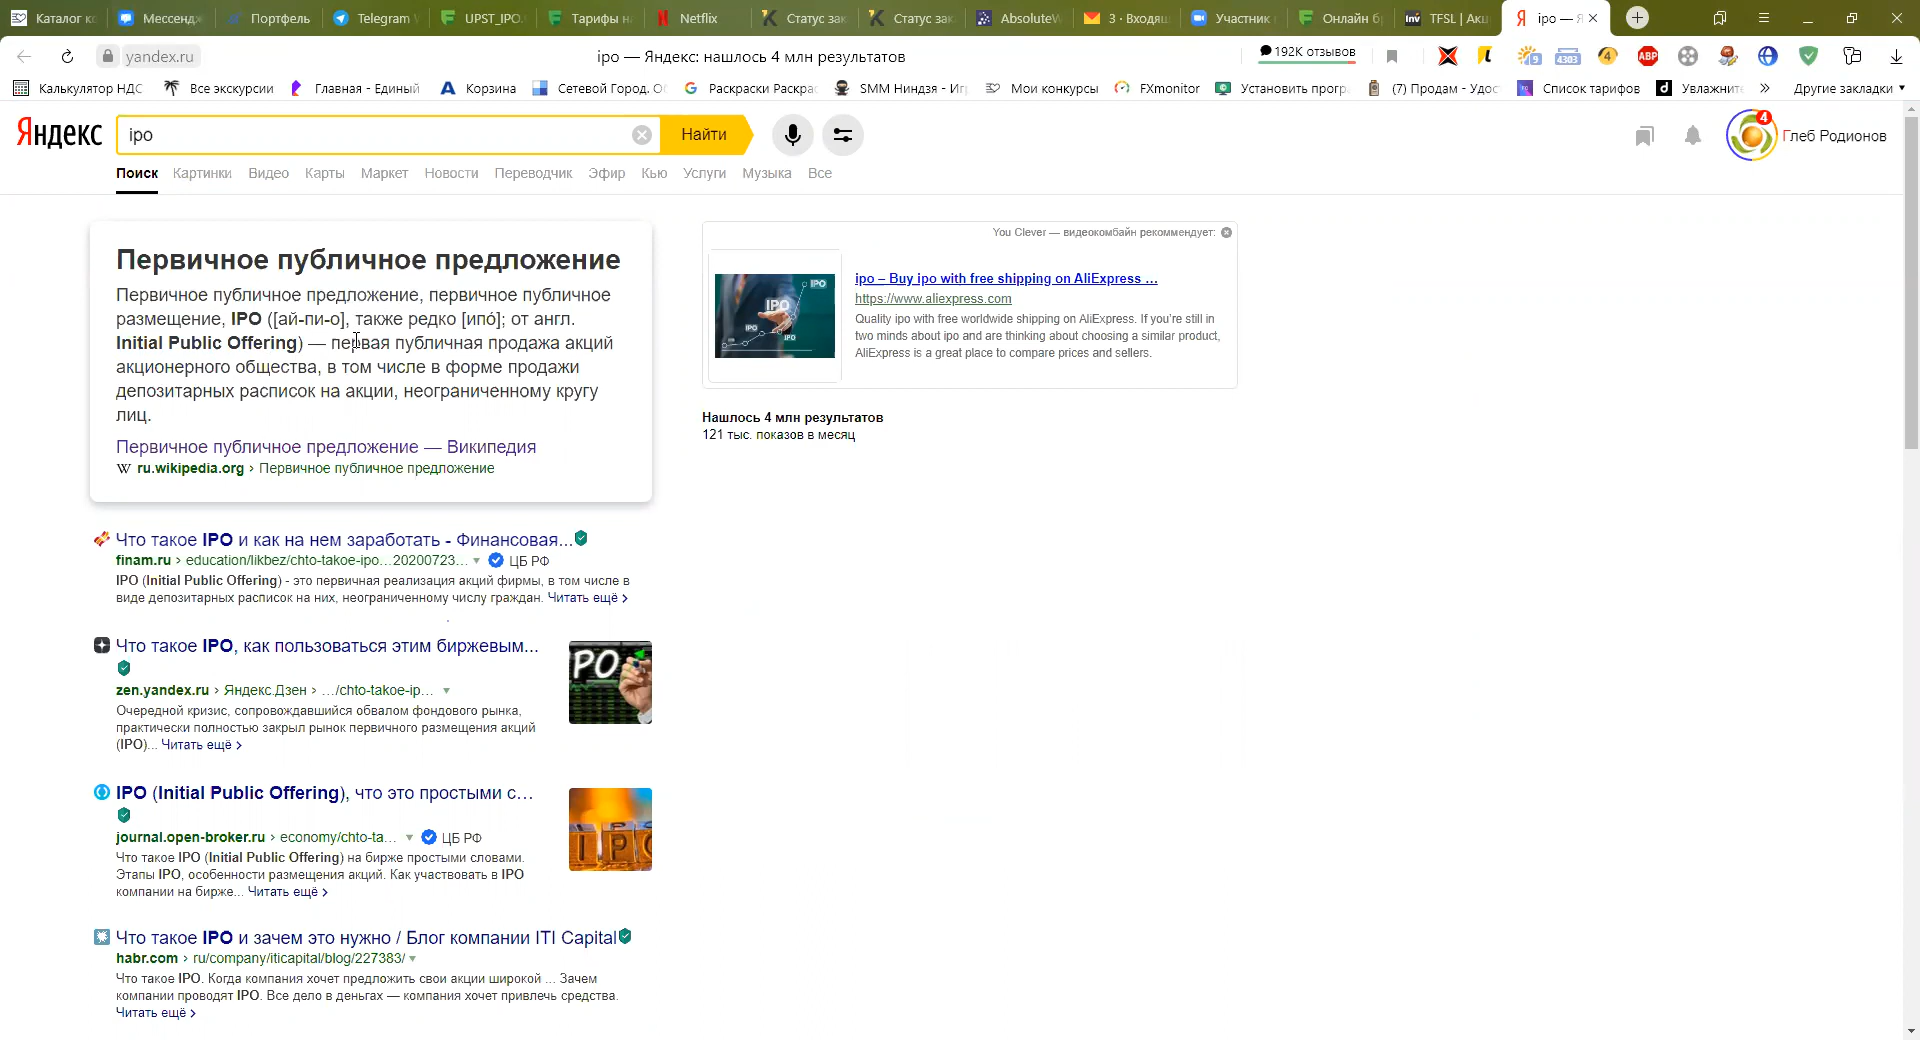 Каталог ко
Мессендж
Портфель
Telegram
UPST_IPO.
Тарифы н
Netflix
Статус зак
Статус зак
AbsoluteW
3 · Входящ
Участник
Онлайн б
TFSL | Акц
ipo — Я
yandex.ru
ipo — Яндекс: нашлось 4 млн результатов
192K отзывов
Калькулятор НДС
Все экскурсии
Главная - Единый
Корзина
Сетевой Город. О
Раскраски Раскра
SMM Ниндзя - Иг
Мои конкурсы
FXmonitor
Установить прогр
(7) Продам - Удос
Список тарифов
Увлажните
Другие закладки
Яндекс
ipo
Найти
4
Глеб Родионов
Поиск Картинки Видео Карты Маркет Новости Переводчик Эфир Кью Услуги Музыка Все
Первичное публичное предложение
Первичное публичное предложение, первичное публичное
размещение, IPO ([ай-пи-о], также редко [ипо́]; от англ.
Initial Public Offering) — первая публичная продажа акций
акционерного общества, в том числе в форме продажи
депозитарных расписок на акции, неограниченному кругу
лиц.
Первичное публичное предложение — Википедия
W ru.wikipedia.org › Первичное публичное предложение
You Clever — видеокомбайн рекоммендует:
ipo – Buy ipo with free shipping on AliExpress ...
https://www.aliexpress.com
Quality ipo with free worldwide shipping on AliExpress. If you're still in
two minds about ipo and are thinking about choosing a similar product,
AliExpress is a great place to compare prices and sellers.
IPO
IPO
IPO
IPO
Нашлось 4 млн результатов
121 тыс. показов в месяц
Что такое IPO и как на нем заработать - Финансовая...
finam.ru › education/likbez/chto-takoe-ipo...20200723... ЦБ РФ
IPO (Initial Public Offering) - это первичная реализация акций фирмы, в том числе в
виде депозитарных расписок на них, неограниченному числу граждан. Читать ещё ›
Что такое IPO, как пользоваться этим биржевым...
zen.yandex.ru › Яндекс.Дзен › .../chto-takoe-ip...
Очередной кризис, сопровождавшийся обвалом фондового рынка,
практически полностью закрыл рынок первичного размещения акций
(IPO)... Читать ещё ›
PO
IPO (Initial Public Offering), что это простыми с...
journal.open-broker.ru › economy/chto-ta... ЦБ РФ
Что такое IPO (Initial Public Offering) на бирже простыми словами.
Этапы IPO, особенности размещения акций. Как участвовать в IPO
компании на бирже... Читать ещё ›
IPO
Что такое IPO и зачем это нужно / Блог компании ITI Capital
habr.com › ru/company/iticapital/blog/227383/
Что такое IPO. Когда компания хочет предложить свои акции широкой ... Зачем
компании проводят IPO. Все дело в деньгах — компания хочет привлечь средства.
Читать ещё ›